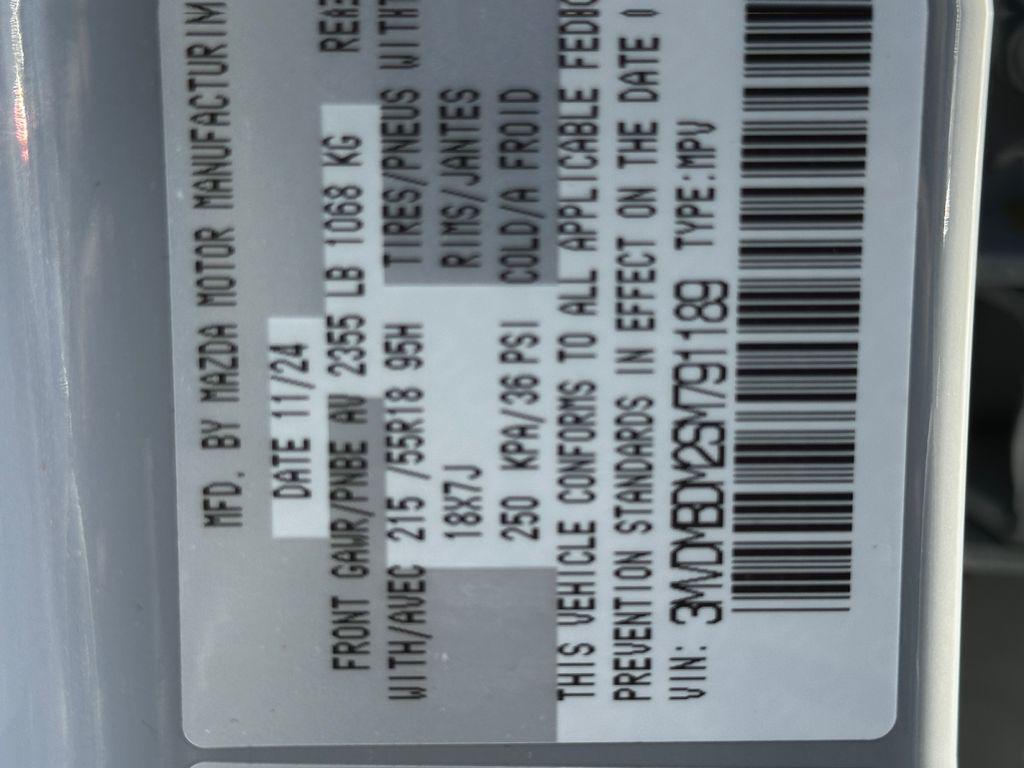 MFD. BY MAZDA MOTOR MANUFACTURIM
DATE 11/24
FRONT GAWR/PNBE AV 2355 LB 1068 KG
WITH/AVEC 215 /55R18 95H TIRES/PNEUS WITH
18X7J RIMS/JANTES
250 KPA/36 PSI COLD/A FROID
THIS VEHICLE CONFORMS TO ALL APPLICABLE
PREVENTION STANDARDS IN EFFECT ON THE DATE
VIN: 3MVDMBDM2SM791189 TYPE:MPV